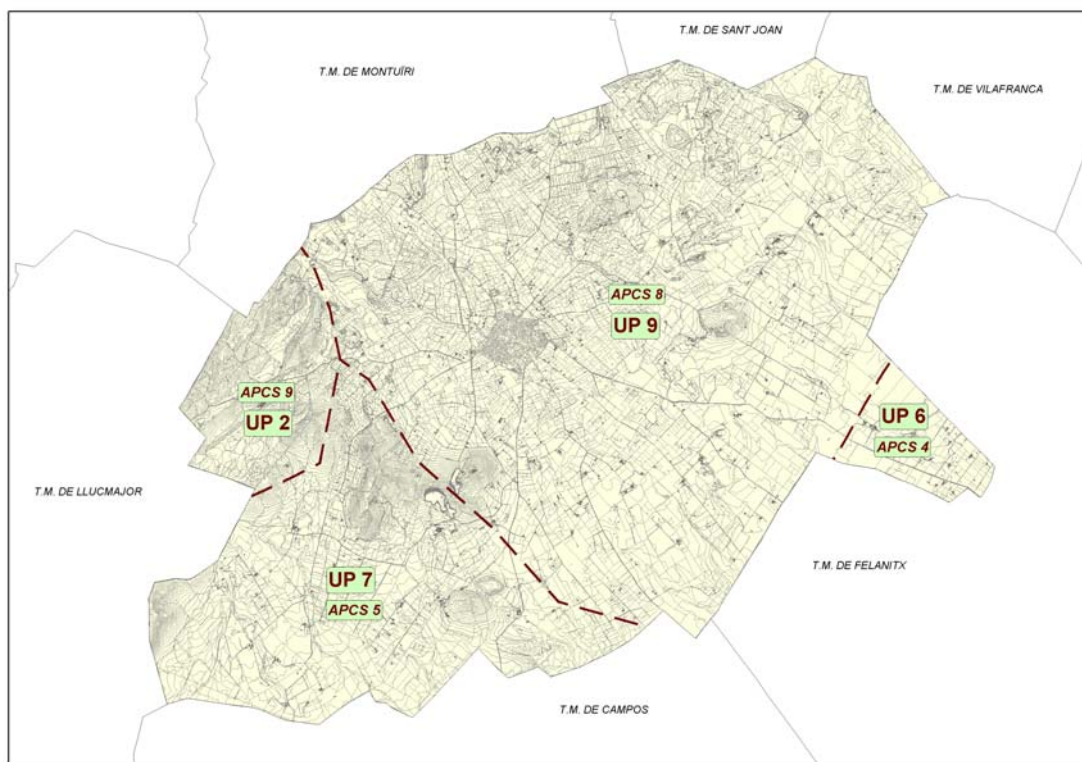 T.M. DE SANT JOAN
T.M. DE MONTUÏRI
T.M. DE VILAFRANCA
APCS 8
UP 9
APCS 9
UP 2
UP 6
APCS 4
T.M. DE LLUCMAJOR
T.M. DE FELANITX
UP 7
APCS 5
T.M. DE CAMPOS